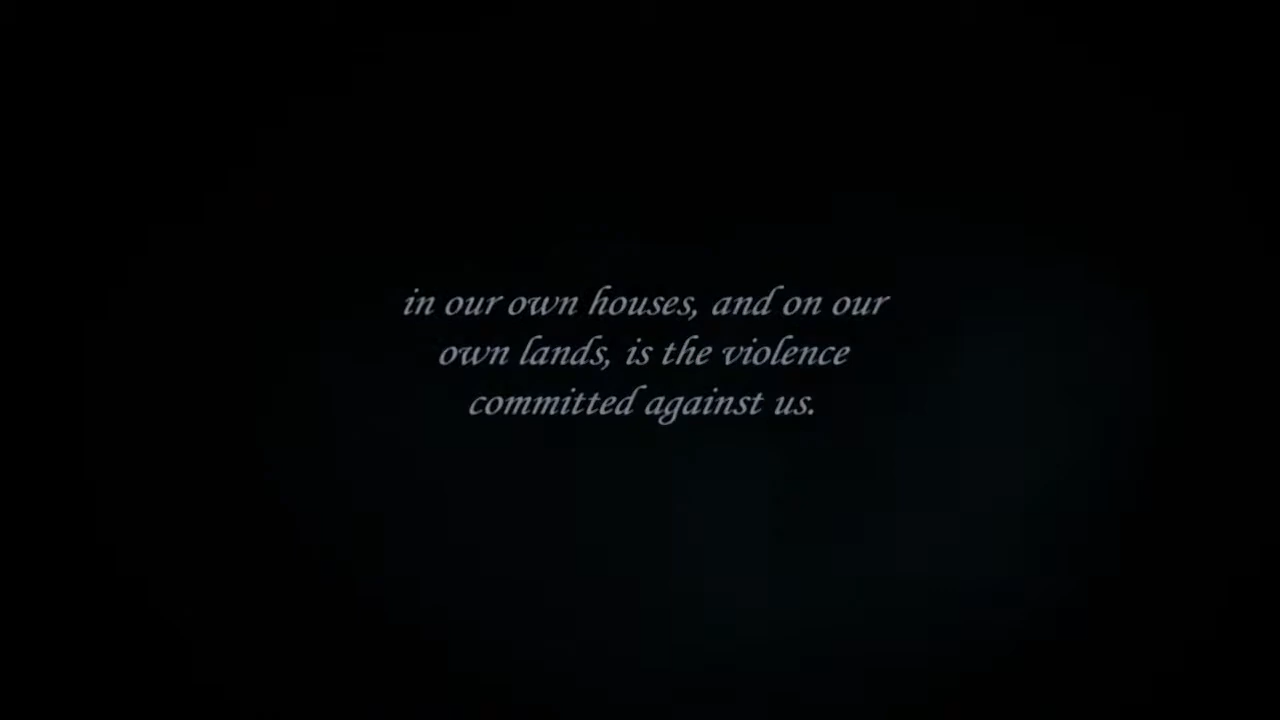 in our own houses, and on our
own lands, is the violence
committed against us.